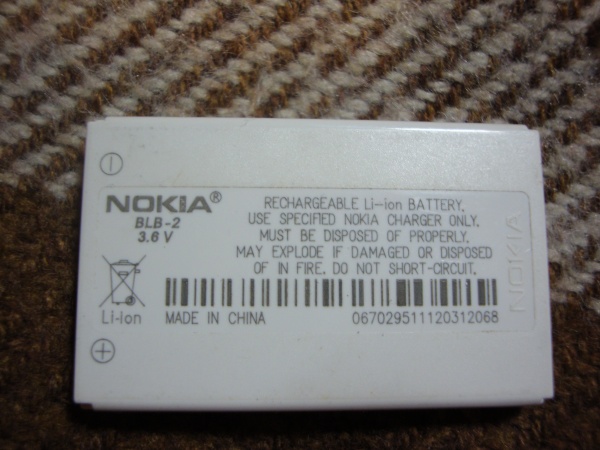 NOKIA®
BLB-2
3.6 V
RECHARGEABLE Li-ion BATTERY.
USE SPECIFIED NOKIA CHARGER ONLY.
MUST BE DISPOSED OF PROPERLY.
MAY EXPLODE IF DAMAGED OR DISPOSED
OF IN FIRE. DO NOT SHORT-CIRCUIT.
NOKIA
Li-ion
MADE IN CHINA
0670295111120312068